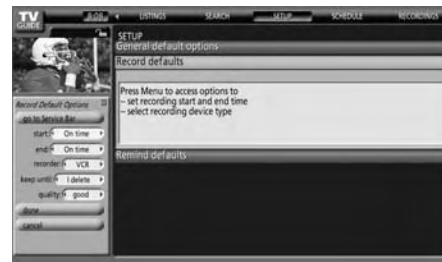 TV GUIDE
8:08
LISTINGS SEARCH SETUP SCHEDULE RECORDINGS
SETUP
General default options
Record defaults
Press Menu to access options to
– set recording start and end time
– select recording device type
Record Default Options
go to Service Bar
start: On time
end: On time
recorder: VCR
keep until: I delete
quality: good
done
cancel
Remind defaults